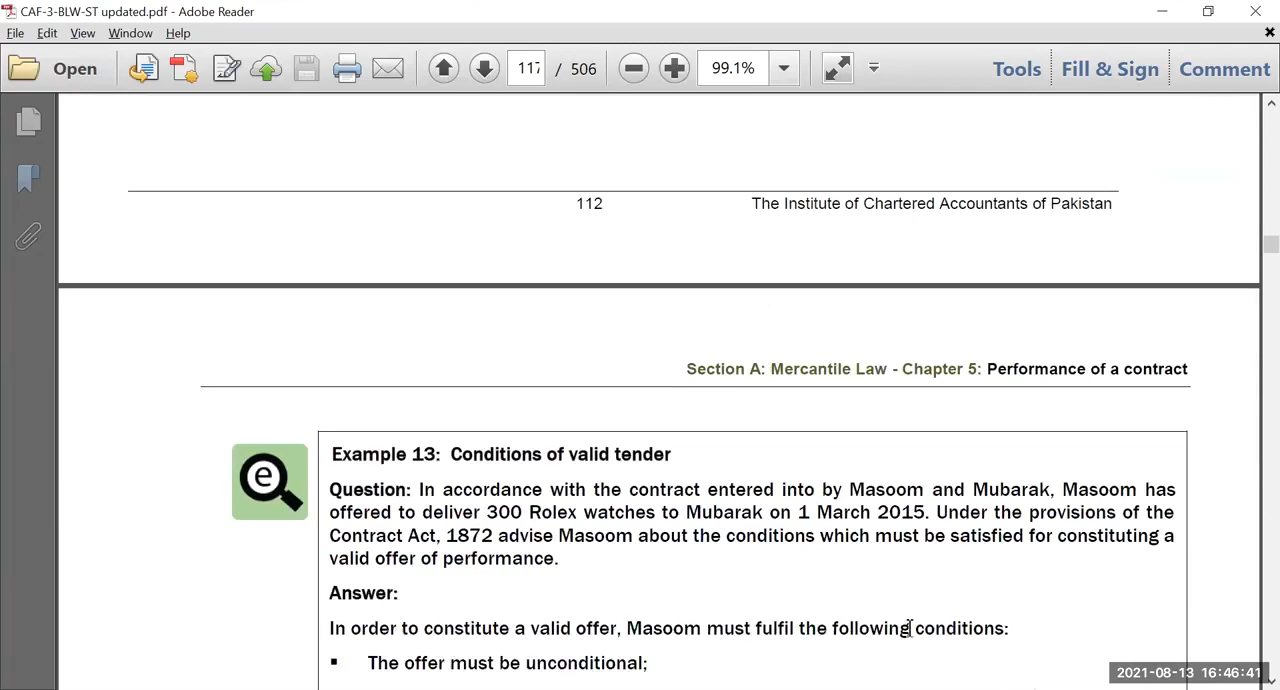 CAF-3-BLW-ST updated.pdf - Adobe Reader
File Edit View Window Help
Open 117 / 506 99.1% Tools Fill & Sign Comment
112 The Institute of Chartered Accountants of Pakistan
Section A: Mercantile Law - Chapter 5: Performance of a contract
e
Example 13: Conditions of valid tender
Question: In accordance with the contract entered into by Masoom and Mubarak, Masoom has
offered to deliver 300 Rolex watches to Mubarak on 1 March 2015. Under the provisions of the
Contract Act, 1872 advise Masoom about the conditions which must be satisfied for constituting a
valid offer of performance.
Answer:
In order to constitute a valid offer, Masoom must fulfil the following conditions:
▪ The offer must be unconditional;
2021-08-13 16:46:41